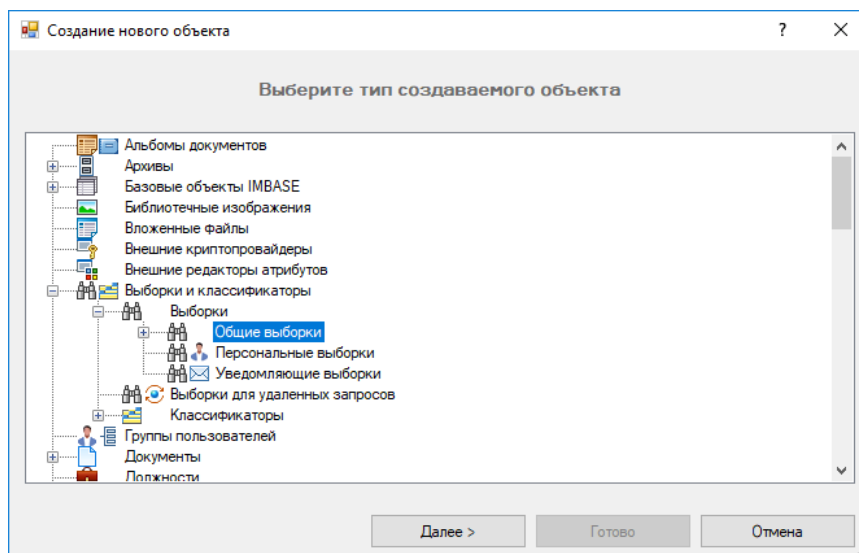 Создание нового объекта
Выберите тип создаваемого объекта
Альбомы документов
Архивы
Базовые объекты IMBASE
Библиотечные изображения
Вложенные файлы
Внешние криптопровайдеры
Внешние редакторы атрибутов
Выборки и классификаторы
Выборки
Общие выборки
Персональные выборки
Уведомляющие выборки
Выборки для удаленных запросов
Классификаторы
Группы пользователей
Документы
Должности
Далее > Готово Отмена